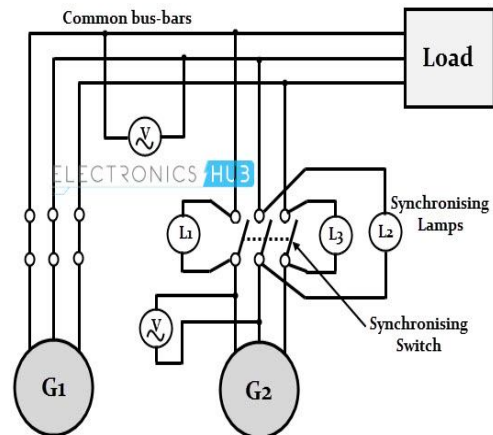 Common bus-bars
Load
V
ELECTRONICS HUB
L1
L3
L2
Synchronising
Lamps
V
Synchronising
Switch
G1
G2